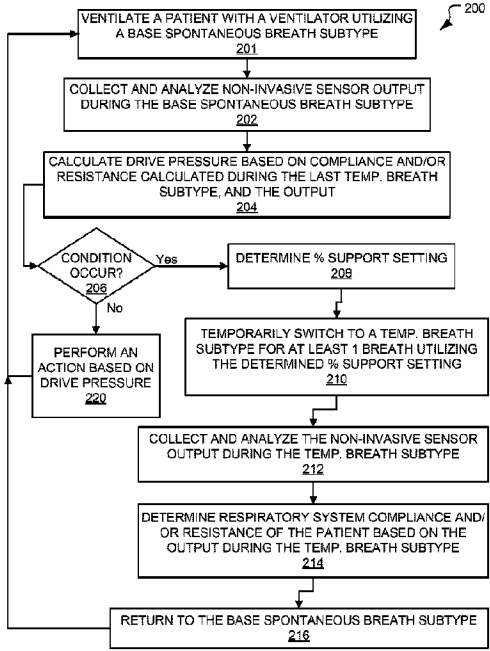 200
VENTILATE A PATIENT WITH A VENTILATOR UTILIZING
A BASE SPONTANEOUS BREATH SUBTYPE
201
COLLECT AND ANALYZE NON-INVASIVE SENSOR OUTPUT
DURING THE BASE SPONTANEOUS BREATH SUBTYPE
202
CALCULATE DRIVE PRESSURE BASED ON COMPLIANCE AND/OR
RESISTANCE CALCULATED DURING THE LAST TEMP. BREATH
SUBTYPE, AND THE OUTPUT
204
CONDITION
OCCUR?
206
Yes
No
DETERMINE % SUPPORT SETTING
208
TEMPORARILY SWITCH TO A TEMP. BREATH
SUBTYPE FOR AT LEAST 1 BREATH UTILIZING
THE DETERMINED % SUPPORT SETTING
210
PERFORM AN
ACTION BASED ON
DRIVE PRESSURE
220
COLLECT AND ANALYZE THE NON-INVASIVE SENSOR
OUTPUT DURING THE TEMP. BREATH SUBTYPE
212
DETERMINE RESPIRATORY SYSTEM COMPLIANCE AND/
OR RESISTANCE OF THE PATIENT BASED ON THE
OUTPUT DURING THE TEMP. BREATH SUBTYPE
214
RETURN TO THE BASE SPONTANEOUS BREATH SUBTYPE
216